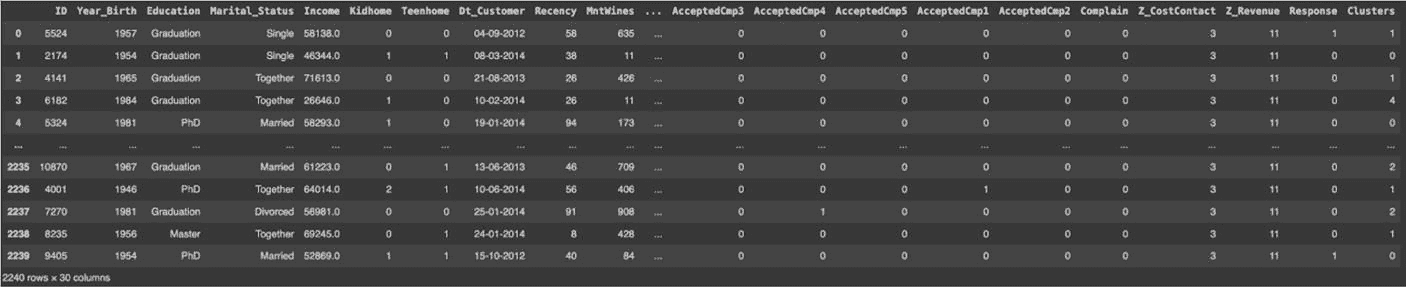 ID Year_Birth Education Marital_Status Income Kidhome Teenhome Dt_Customer Recency MntWines ... AcceptedCmp3 AcceptedCmp4 AcceptedCmp5 AcceptedCmp1 AcceptedCmp2 Complain Z_CostContact Z_Revenue Response Clusters
0 5524 1957 Graduation Single 58138.0 0 0 04-09-2012 58 635 ... 0 0 0 0 0 0 3 11 1 1
1 2174 1954 Graduation Single 46344.0 1 1 08-03-2014 38 11 ... 0 0 0 0 0 0 3 11 0 0
2 4141 1965 Graduation Together 71613.0 0 0 21-08-2013 26 426 ... 0 0 0 0 0 0 3 11 0 1
3 6182 1984 Graduation Together 26646.0 1 0 10-02-2014 26 11 ... 0 0 0 0 0 0 3 11 0 4
4 5324 1981 PhD Married 58293.0 1 0 19-01-2014 94 173 ... 0 0 0 0 0 0 3 11 0 0
... ... ... ... ... ... ... ... ... ... ... ... ... ... ... ... ... ... ... ... ... ...
2235 10870 1967 Graduation Married 61223.0 0 1 13-06-2013 46 709 ... 0 0 0 0 0 0 3 11 0 2
2236 4001 1946 PhD Together 64014.0 2 1 10-06-2014 56 406 ... 0 0 0 1 0 0 3 11 0 1
2237 7270 1981 Graduation Divorced 56981.0 0 0 25-01-2014 91 908 ... 0 1 0 0 0 0 3 11 0 2
2238 8235 1956 Master Together 69245.0 0 1 24-01-2014 8 428 ... 0 0 0 0 0 0 3 11 0 1
2239 9405 1954 PhD Married 52869.0 1 1 15-10-2012 40 84 ... 0 0 0 0 0 0 3 11 1 0
2240 rows × 30 columns